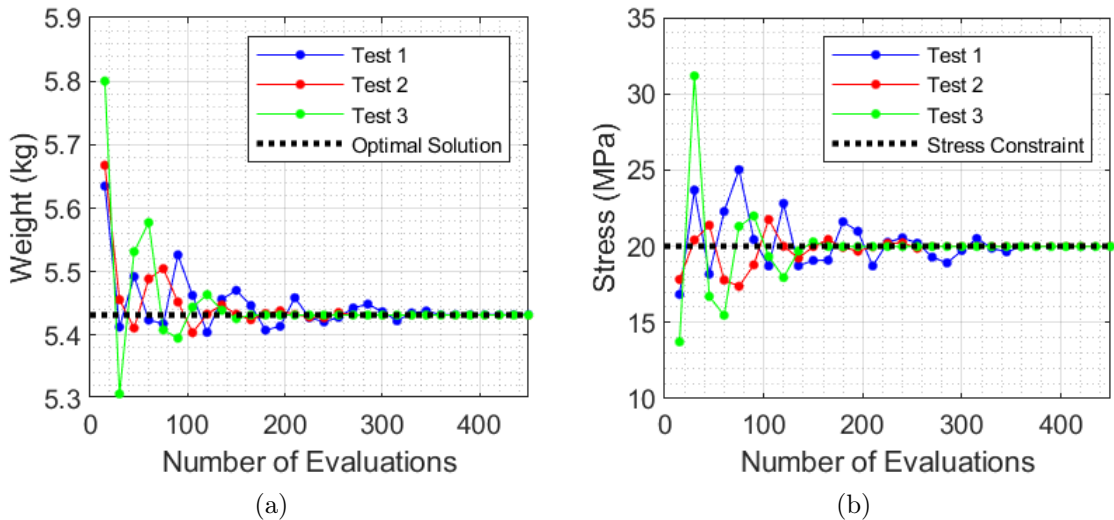 5.9
5.8
5.7
5.6
5.5
5.4
5.3
Weight (kg)
Test 1
Test 2
Test 3
Optimal Solution
0 100 200 300 400
Number of Evaluations
(a)
35
30
25
20
15
10
Stress (MPa)
Test 1
Test 2
Test 3
Stress Constraint
0 100 200 300 400
Number of Evaluations
(b)